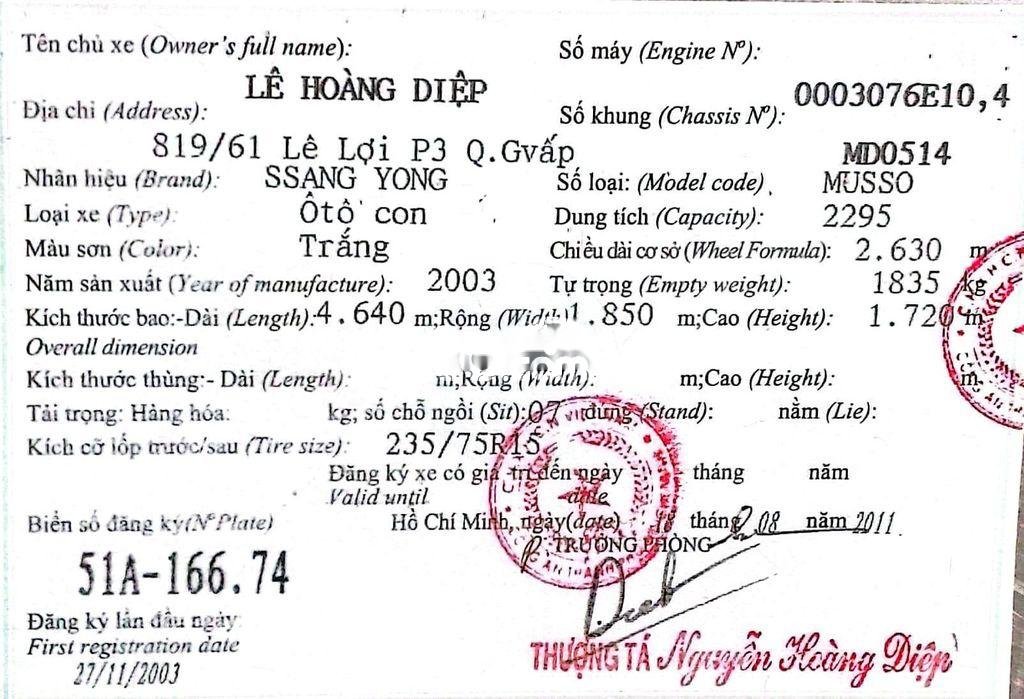 Tên chủ xe (Owner's full name):
LÊ HOÀNG DIỆP
Số máy (Engine Nº):
0003076E10,4
Địa chỉ (Address):
819/61 Lê Lợi P3 Q.Gvấp
Số khung (Chassis Nº):
MD0514
Nhãn hiệu (Brand): SSANG YONG
Số loại: (Model code) MUSSO
Loại xe (Type): Ôtô con
Dung tích (Capacity): 2295
Màu sơn (Color): Trắng
Chiều dài cơ sở (Wheel Formula): 2.630 m
Năm sản xuất (Year of manufacture): 2003
Tự trọng (Empty weight): 1835 kg
Kích thước bao:-Dài (Length): 4.640 m;Rộng (Width) 1.850 m;Cao (Height): 1.720 m
Overall dimension
Kích thước thùng:- Dài (Length): m;Rộng (Width): m;Cao (Height): m
Tải trọng: Hàng hóa: kg; số chỗ ngồi (Sit): 07 đứng (Stand): nằm (Lie):
Kích cỡ lốp trước/sau (Tire size): 235/75R15
Đăng ký xe có giá trị đến ngày tháng năm
Valid until date
Biển số đăng ký(Nº Plate)
Hồ Chí Minh, ngày(date) 18 tháng 08 năm 2011.
TRƯỞNG PHÒNG
51A-166.74
Đăng ký lần đầu ngày:
First registration date
27/11/2003
THƯỢNG TÁ Nguyễn Hoàng Diệp